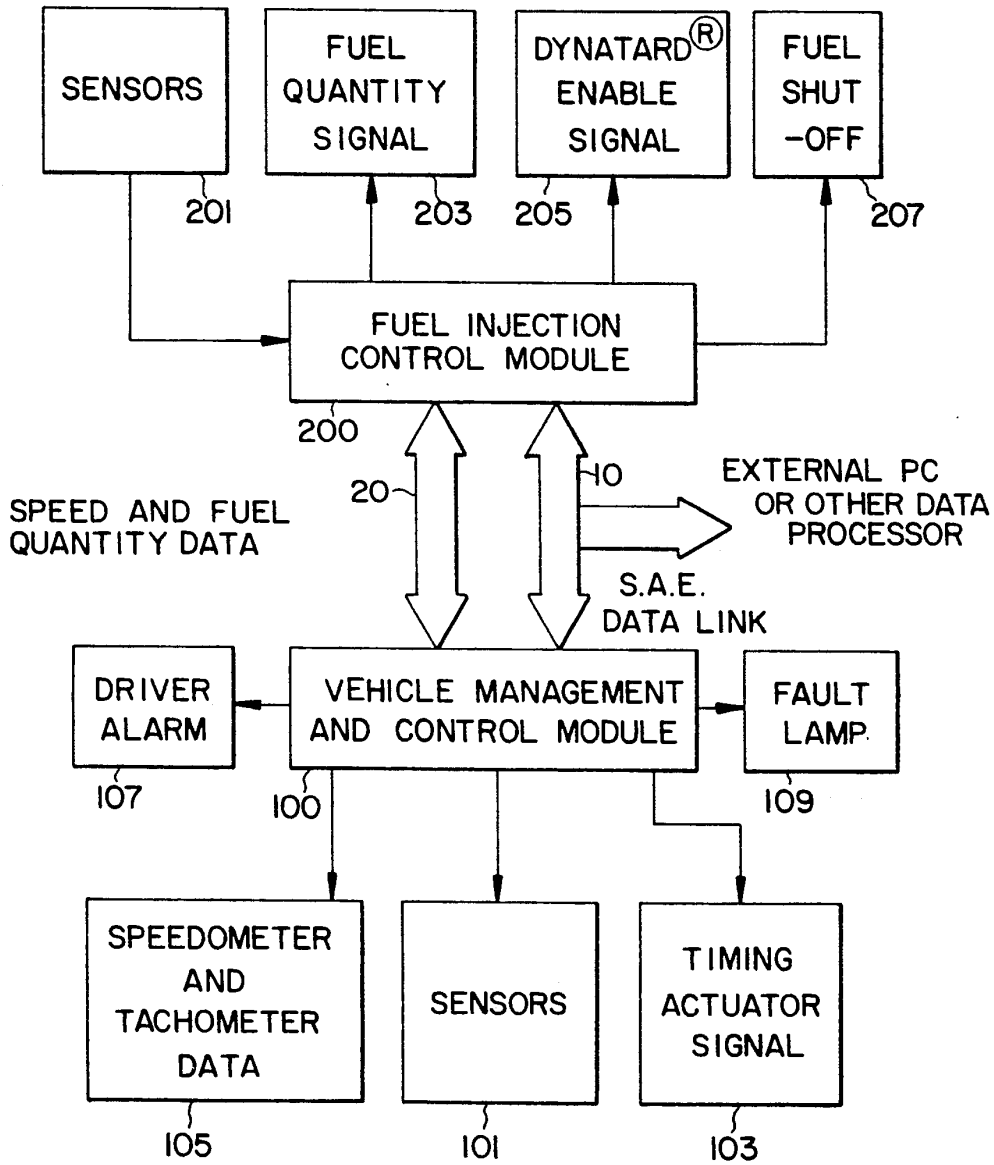 SENSORS
201
FUEL
QUANTITY
SIGNAL
203
DYNATARD®
ENABLE
SIGNAL
205
FUEL
SHUT
-OFF
207
FUEL INJECTION
CONTROL MODULE
200
20
10
SPEED AND FUEL
QUANTITY DATA
EXTERNAL PC
OR OTHER DATA
PROCESSOR
S.A.E.
DATA LINK
DRIVER
ALARM
107
VEHICLE MANAGEMENT
AND CONTROL MODULE
100
FAULT
LAMP
109
SPEEDOMETER
AND
TACHOMETER
DATA
105
SENSORS
101
TIMING
ACTUATOR
SIGNAL
103